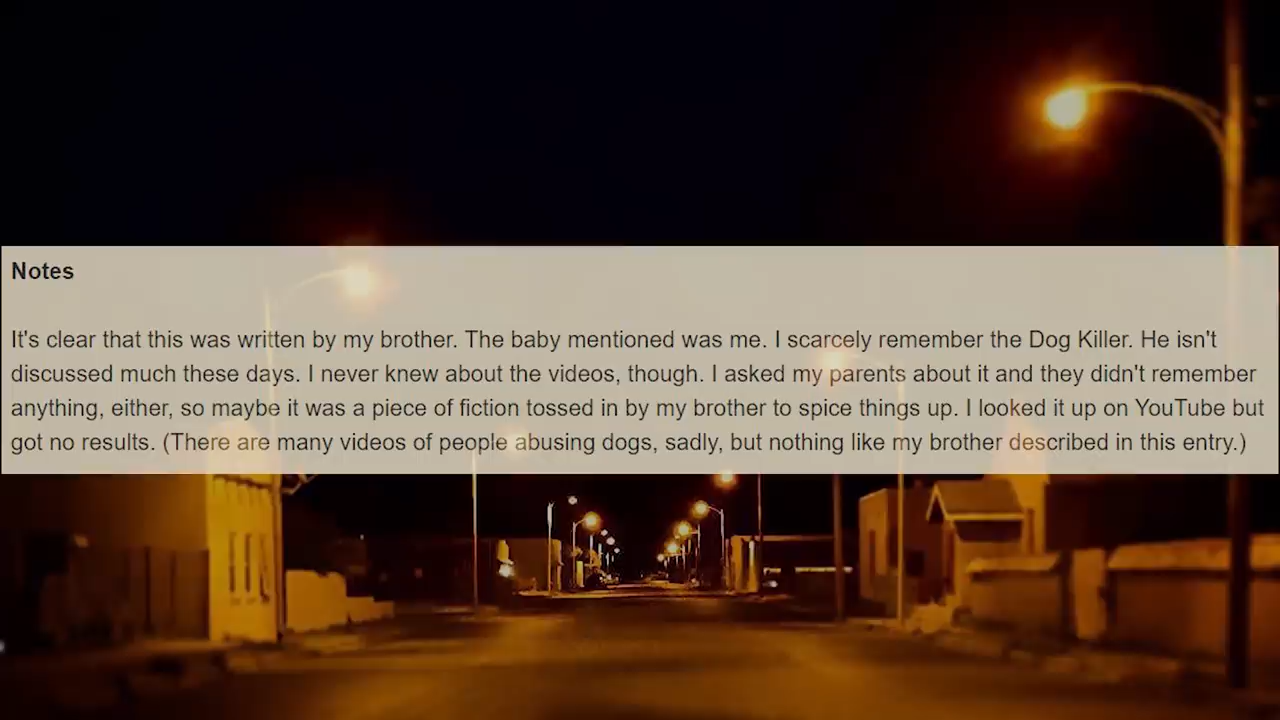 Notes
It's clear that this was written by my brother. The baby mentioned was me. I scarcely remember the Dog Killer. He isn't
discussed much these days. I never knew about the videos, though. I asked my parents about it and they didn't remember
anything, either, so maybe it was a piece of fiction tossed in by my brother to spice things up. I looked it up on YouTube but
got no results. (There are many videos of people abusing dogs, sadly, but nothing like my brother described in this entry.)